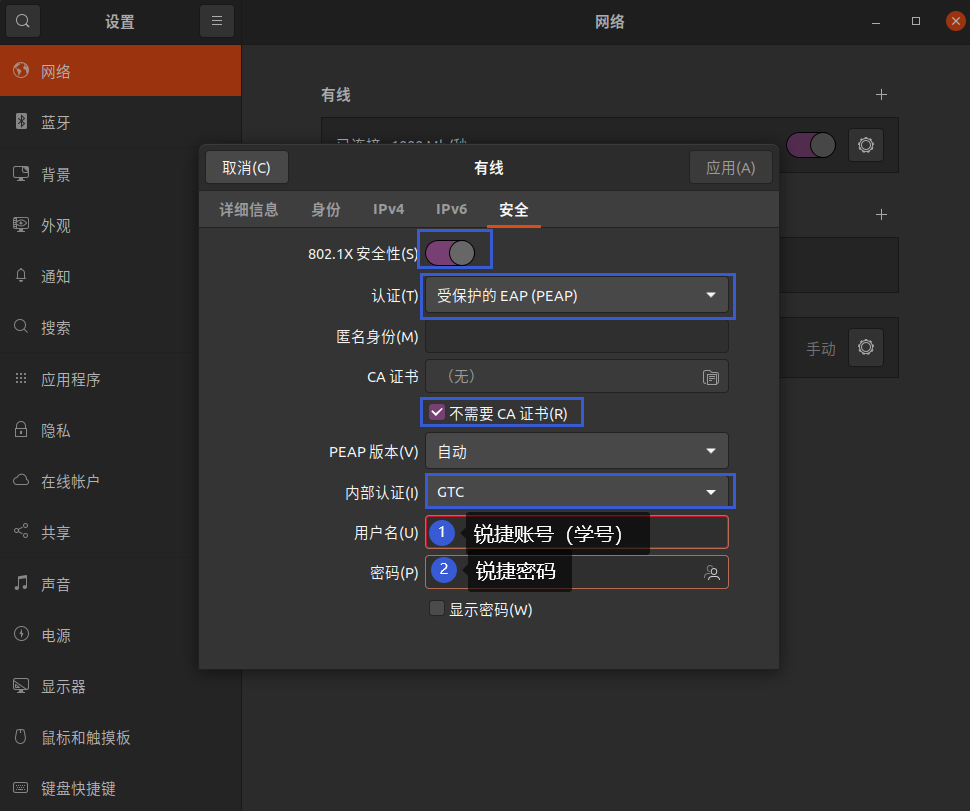 设置
网络
网络
蓝牙
背景
外观
通知
搜索
应用程序
隐私
在线帐户
共享
声音
电源
显示器
鼠标和触摸板
键盘快捷键
有线
手动
取消(C)
有线
应用(A)
详细信息 身份 IPv4 IPv6 安全
802.1X 安全性(S)
认证(T) 受保护的 EAP (PEAP)
匿名身份(M)
CA 证书 （无）
不需要 CA 证书(R)
PEAP 版本(V) 自动
内部认证(I) GTC
用户名(U) 1 锐捷账号（学号）
密码(P) 2 锐捷密码
显示密码(W)